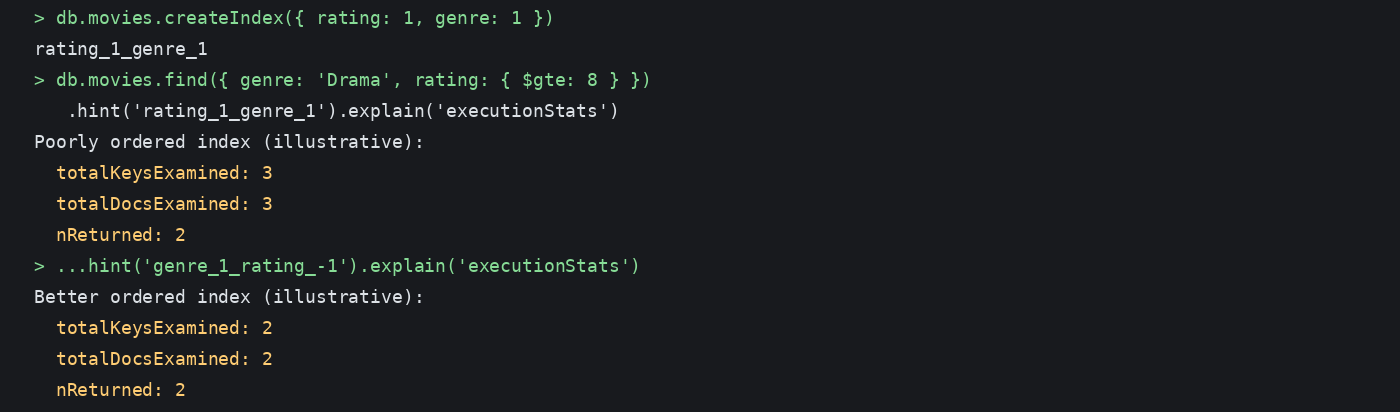 > db.movies.createIndex({ rating: 1, genre: 1 })
rating_1_genre_1
> db.movies.find({ genre: 'Drama', rating: { $gte: 8 } })
   .hint('rating_1_genre_1').explain('executionStats')
Poorly ordered index (illustrative):
  totalKeysExamined: 3
  totalDocsExamined: 3
  nReturned: 2
> ...hint('genre_1_rating_-1').explain('executionStats')
Better ordered index (illustrative):
  totalKeysExamined: 2
  totalDocsExamined: 2
  nReturned: 2